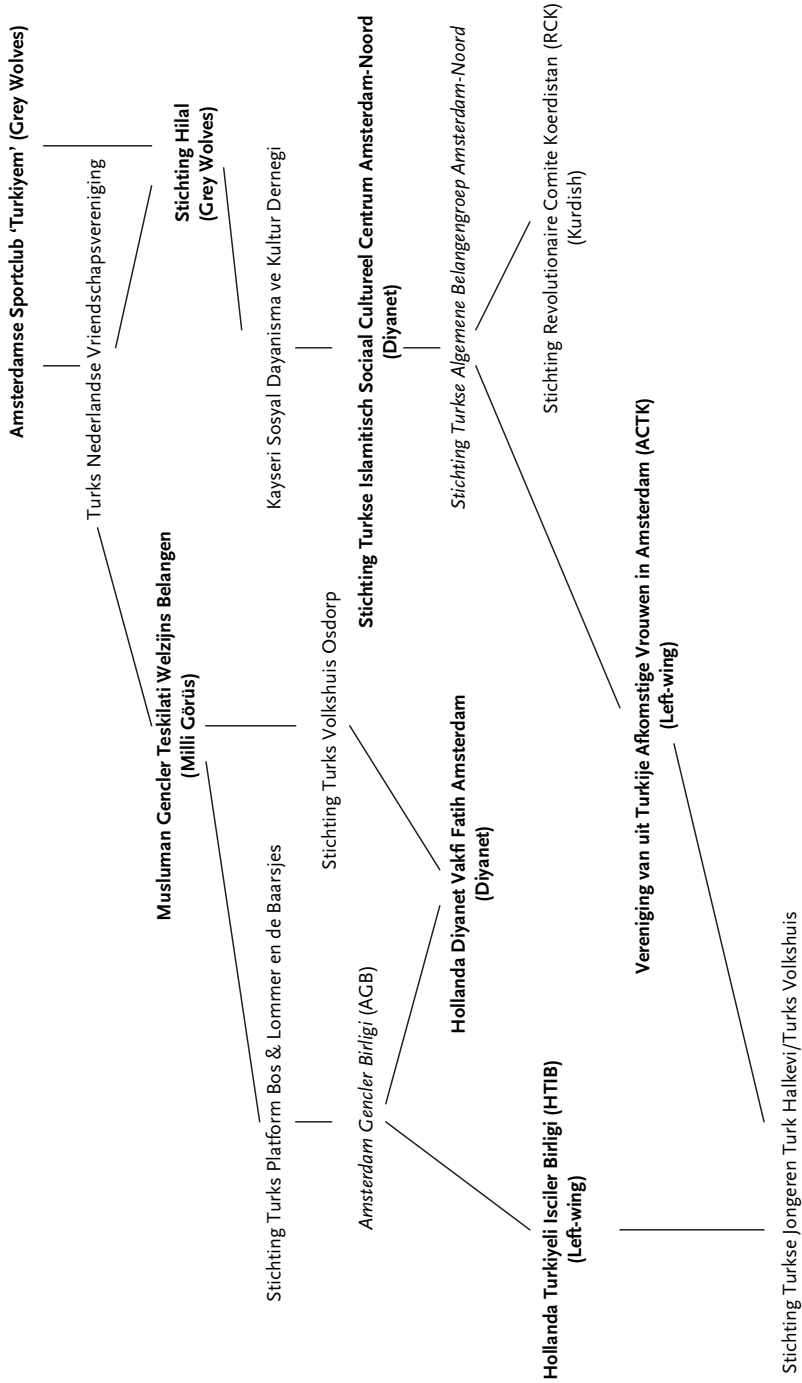 Amsterdamse Sportclub ‘Turkiyem’ (Grey Wolves)
Turks Nederlandse Vriendschapsvereniging
Musluman Gencler Teskilati Welzijns Belangen
(Milli Görüs)
Stichting Hilal
(Grey Wolves)
Stichting Turks Platform Bos & Lommer en de Baarsjes
Kayseri Sosyal Dayanisma ve Kultur Dernegi
Stichting Turks Volkshuis Osdorp
Amsterdam Gencler Birligi (AGB)
Stichting Turkse Islamitisch Sociaal Cultureel Centrum Amsterdam-Noord
(Diyanet)
Hollanda Diyanet Vakfi Fatih Amsterdam
(Diyanet)
Stichting Turkse Algemene Belangengroep Amsterdam-Noord
Hollanda Turkiyeli Isciler Birligi (HTIB)
(Left-wing)
Stichting Revolutionaire Comite Koerdistan (RCK)
(Kurdish)
Vereniging van uit Turkije Afkomstige Vrouwen in Amsterdam (ACTK)
(Left-wing)
Stichting Turkse Jongeren Turk Halkevi/Turks Volkshuis